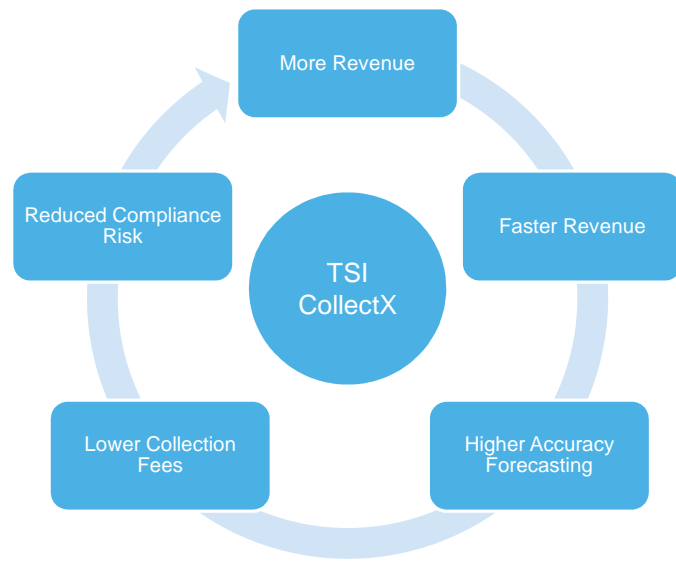 More Revenue
Faster Revenue
Higher Accuracy
Forecasting
Lower Collection
Fees
Reduced Compliance
Risk
TSI
CollectX